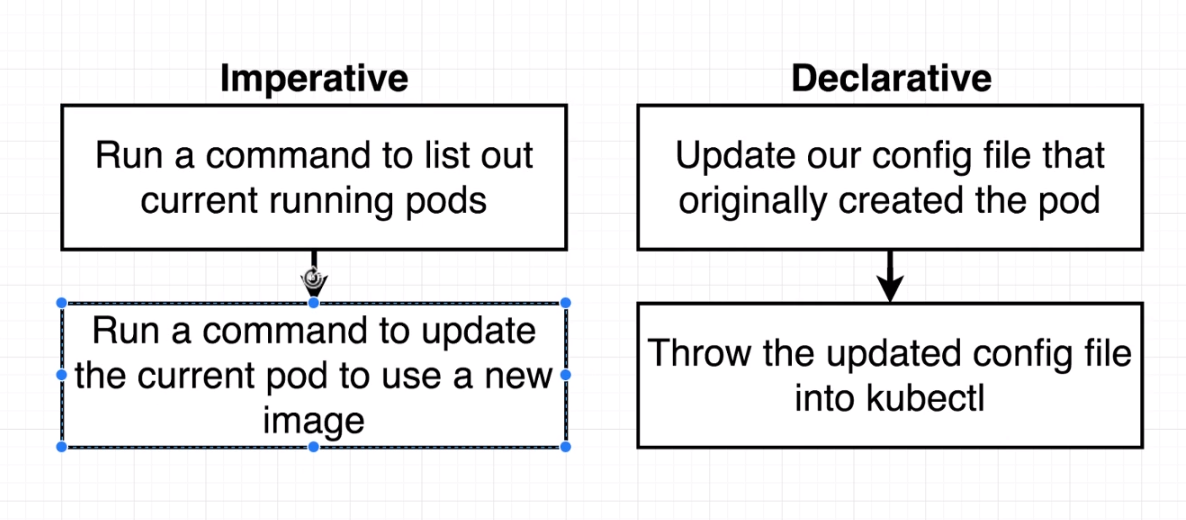 Imperative
Run a command to list out
current running pods
Run a command to update
the current pod to use a new
image
Declarative
Update our config file that
originally created the pod
Throw the updated config file
into kubectl